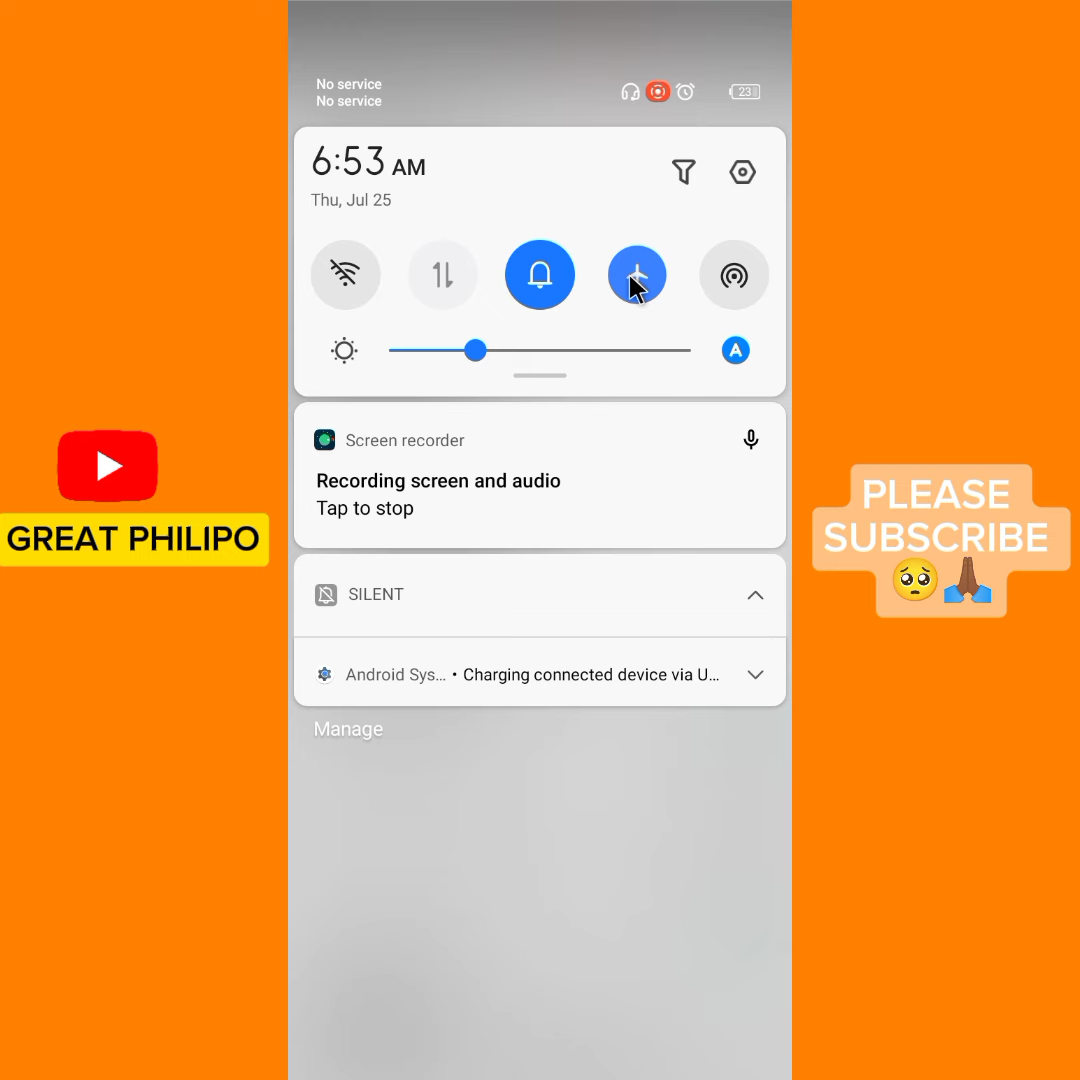 No service
No service
23
6:53 AM
Thu, Jul 25
A
Screen recorder
Recording screen and audio
Tap to stop
SILENT
Android Sys... • Charging connected device via U...
Manage
GREAT PHILIPO
PLEASE
SUBSCRIBE
🥺🙏🏾